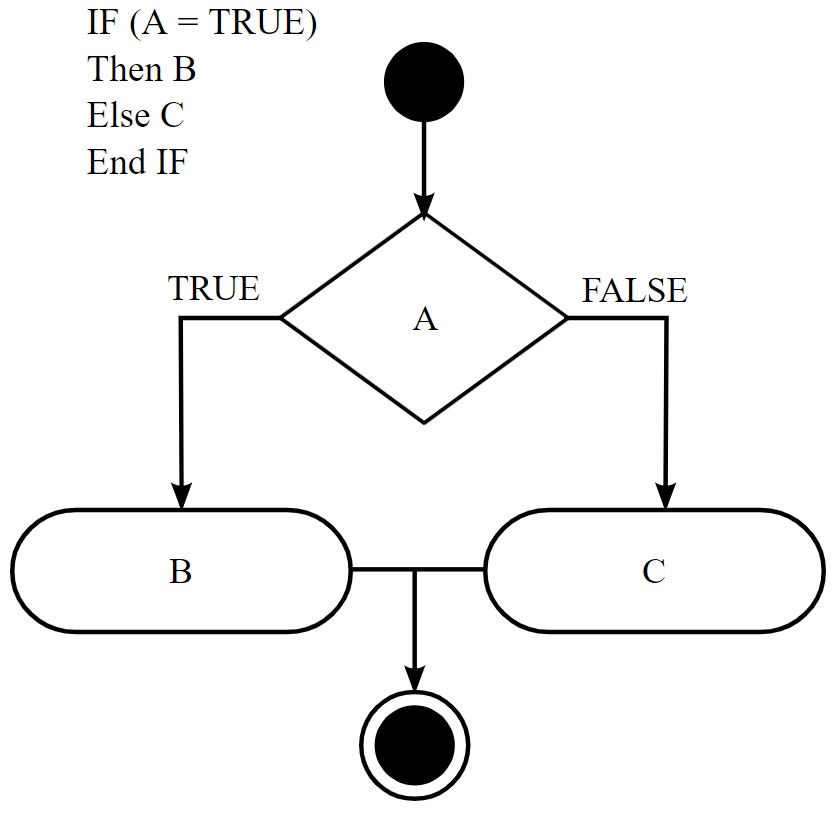 IF (A = TRUE)
Then B
Else C
End IF
TRUE
FALSE
A
B
C